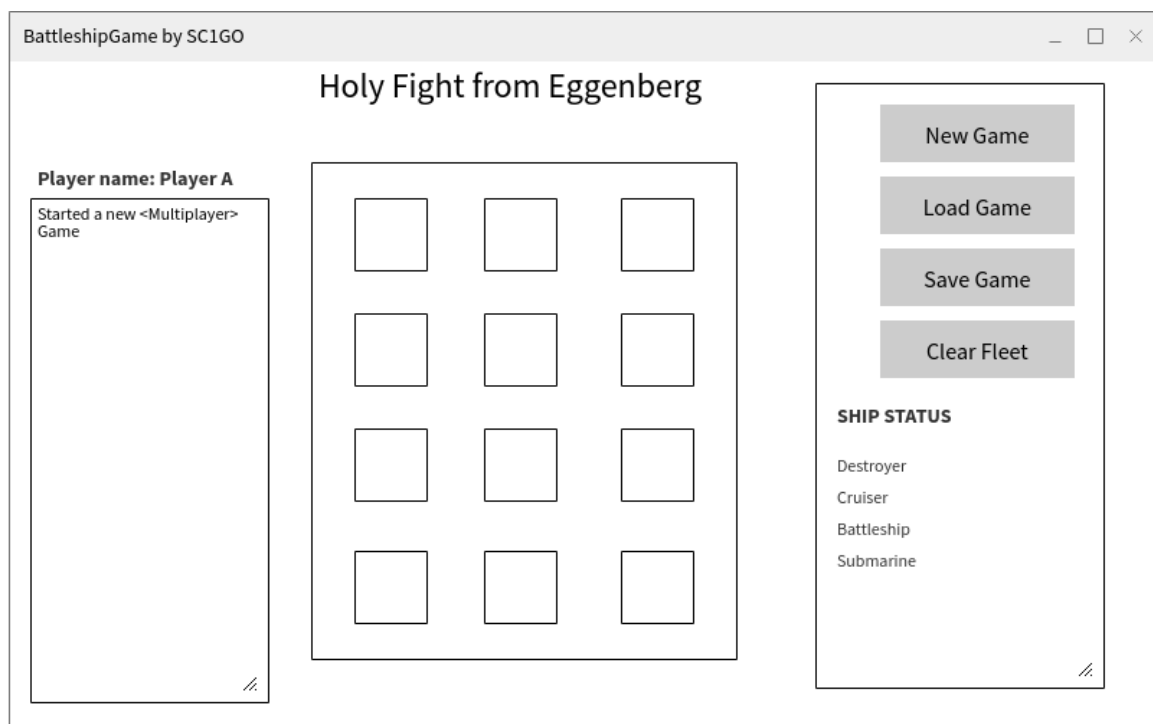 BattleshipGame by SC1GO
Holy Fight from Eggenberg
Player name: Player A
Started a new <Multiplayer>
Game
New Game
Load Game
Save Game
Clear Fleet
SHIP STATUS
Destroyer
Cruiser
Battleship
Submarine